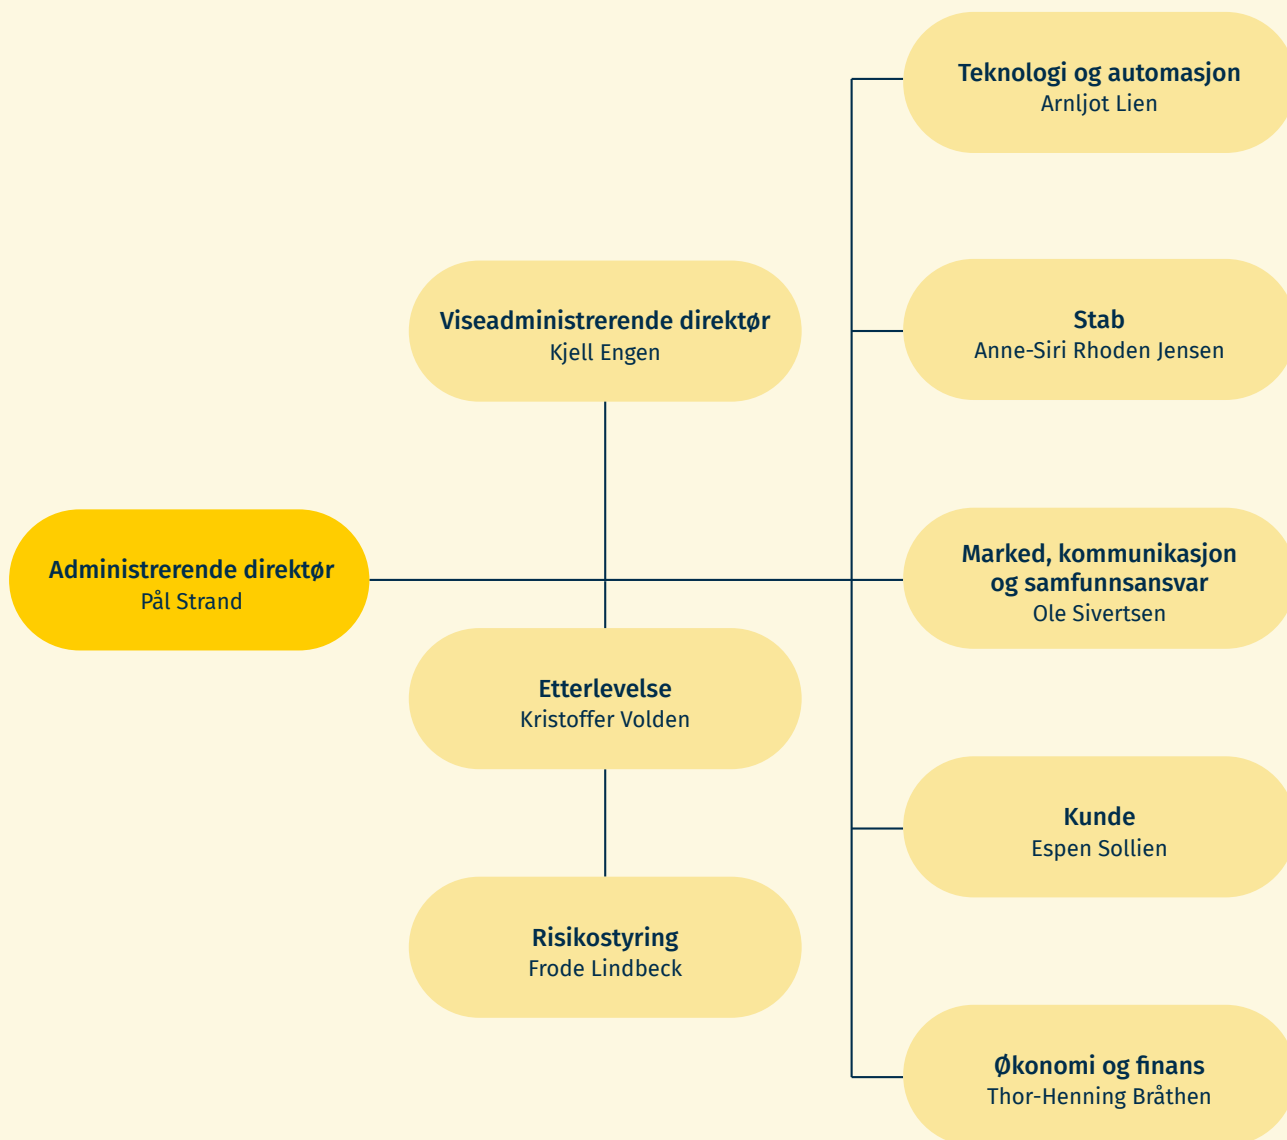 Administrerende direktør
Pål Strand
Viseadministrerende direktør
Kjell Engen
Etterlevelse
Kristoffer Volden
Risikostyring
Frode Lindbeck
Teknologi og automasjon
Arnljot Lien
Stab
Anne-Siri Rhoden Jensen
Marked, kommunikasjon
og samfunnsansvar
Ole Sivertsen
Kunde
Espen Sollien
Økonomi og finans
Thor-Henning Bråthen